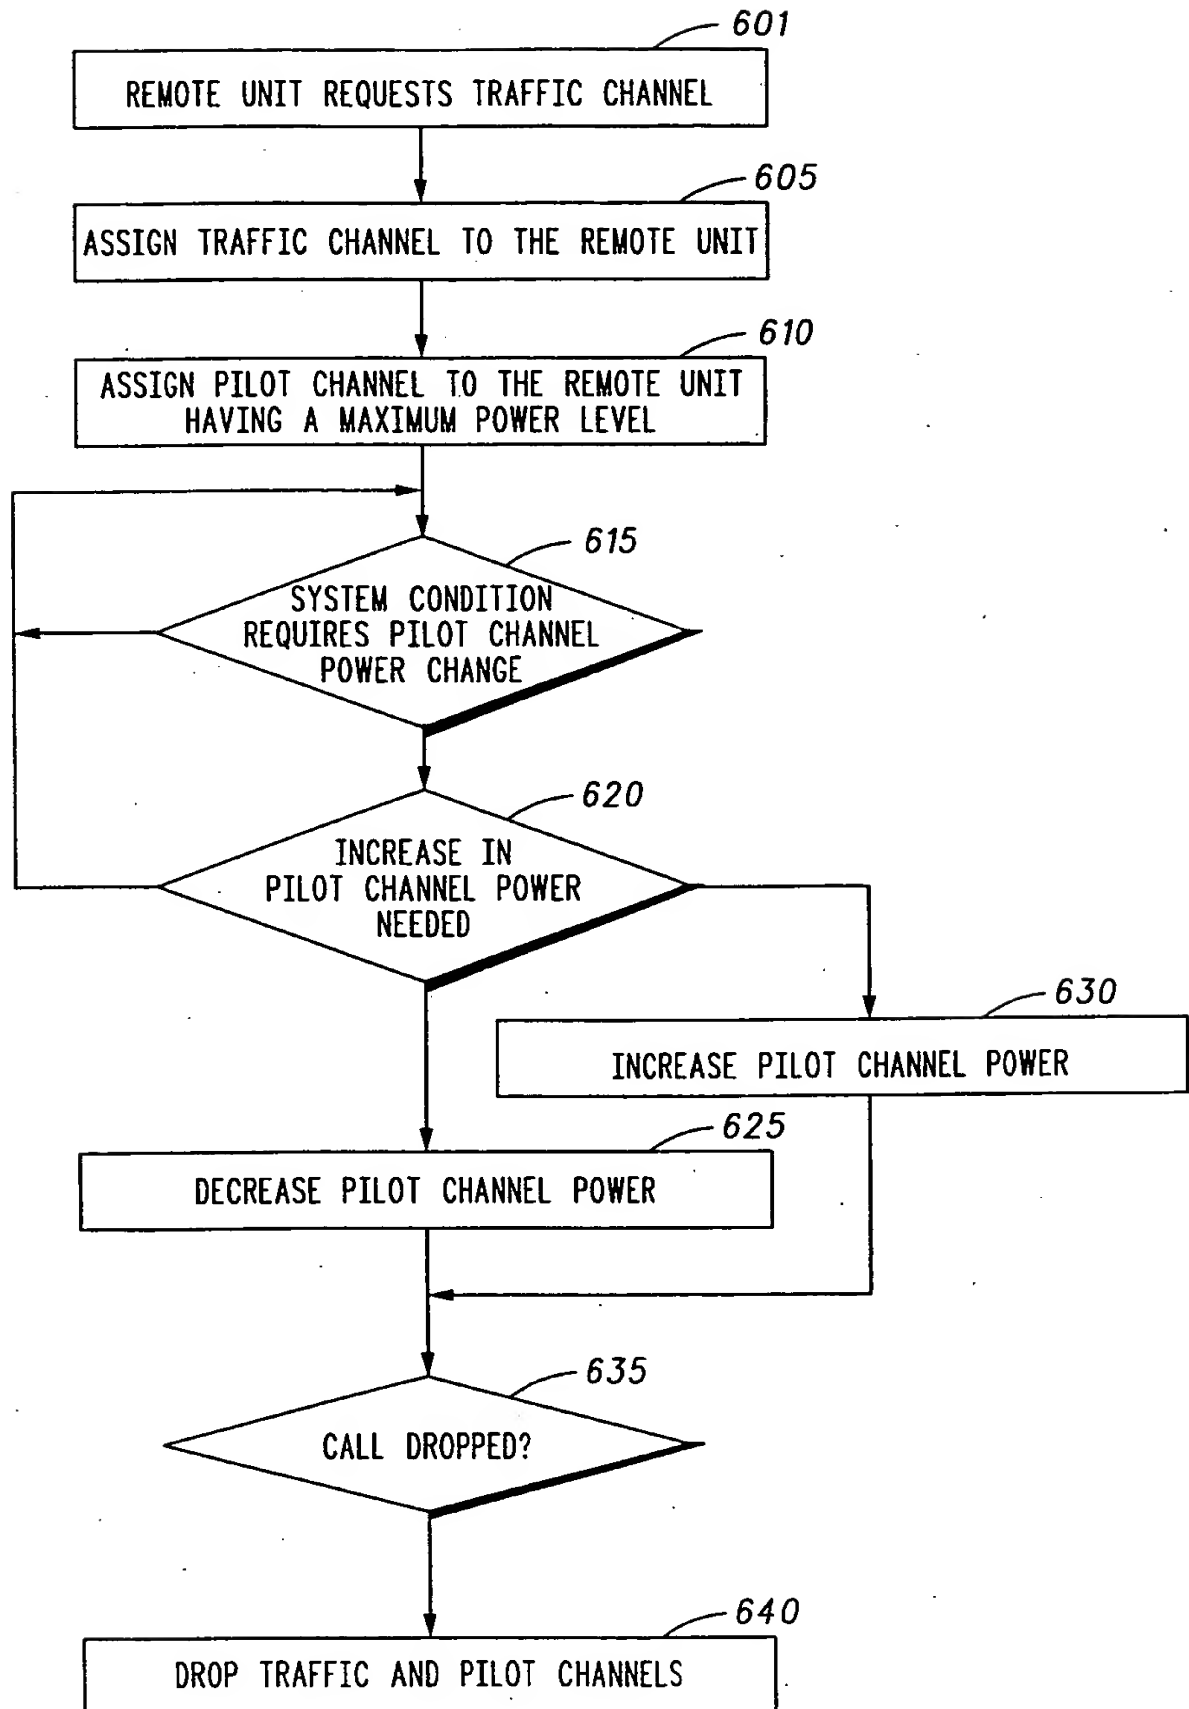 601
REMOTE UNIT REQUESTS TRAFFIC CHANNEL
605
ASSIGN TRAFFIC CHANNEL TO THE REMOTE UNIT
610
ASSIGN PILOT CHANNEL TO THE REMOTE UNIT
HAVING A MAXIMUM POWER LEVEL
615
SYSTEM CONDITION
REQUIRES PILOT CHANNEL
POWER CHANGE
620
INCREASE IN
PILOT CHANNEL POWER
NEEDED
630
INCREASE PILOT CHANNEL POWER
625
DECREASE PILOT CHANNEL POWER
635
CALL DROPPED?
640
DROP TRAFFIC AND PILOT CHANNELS